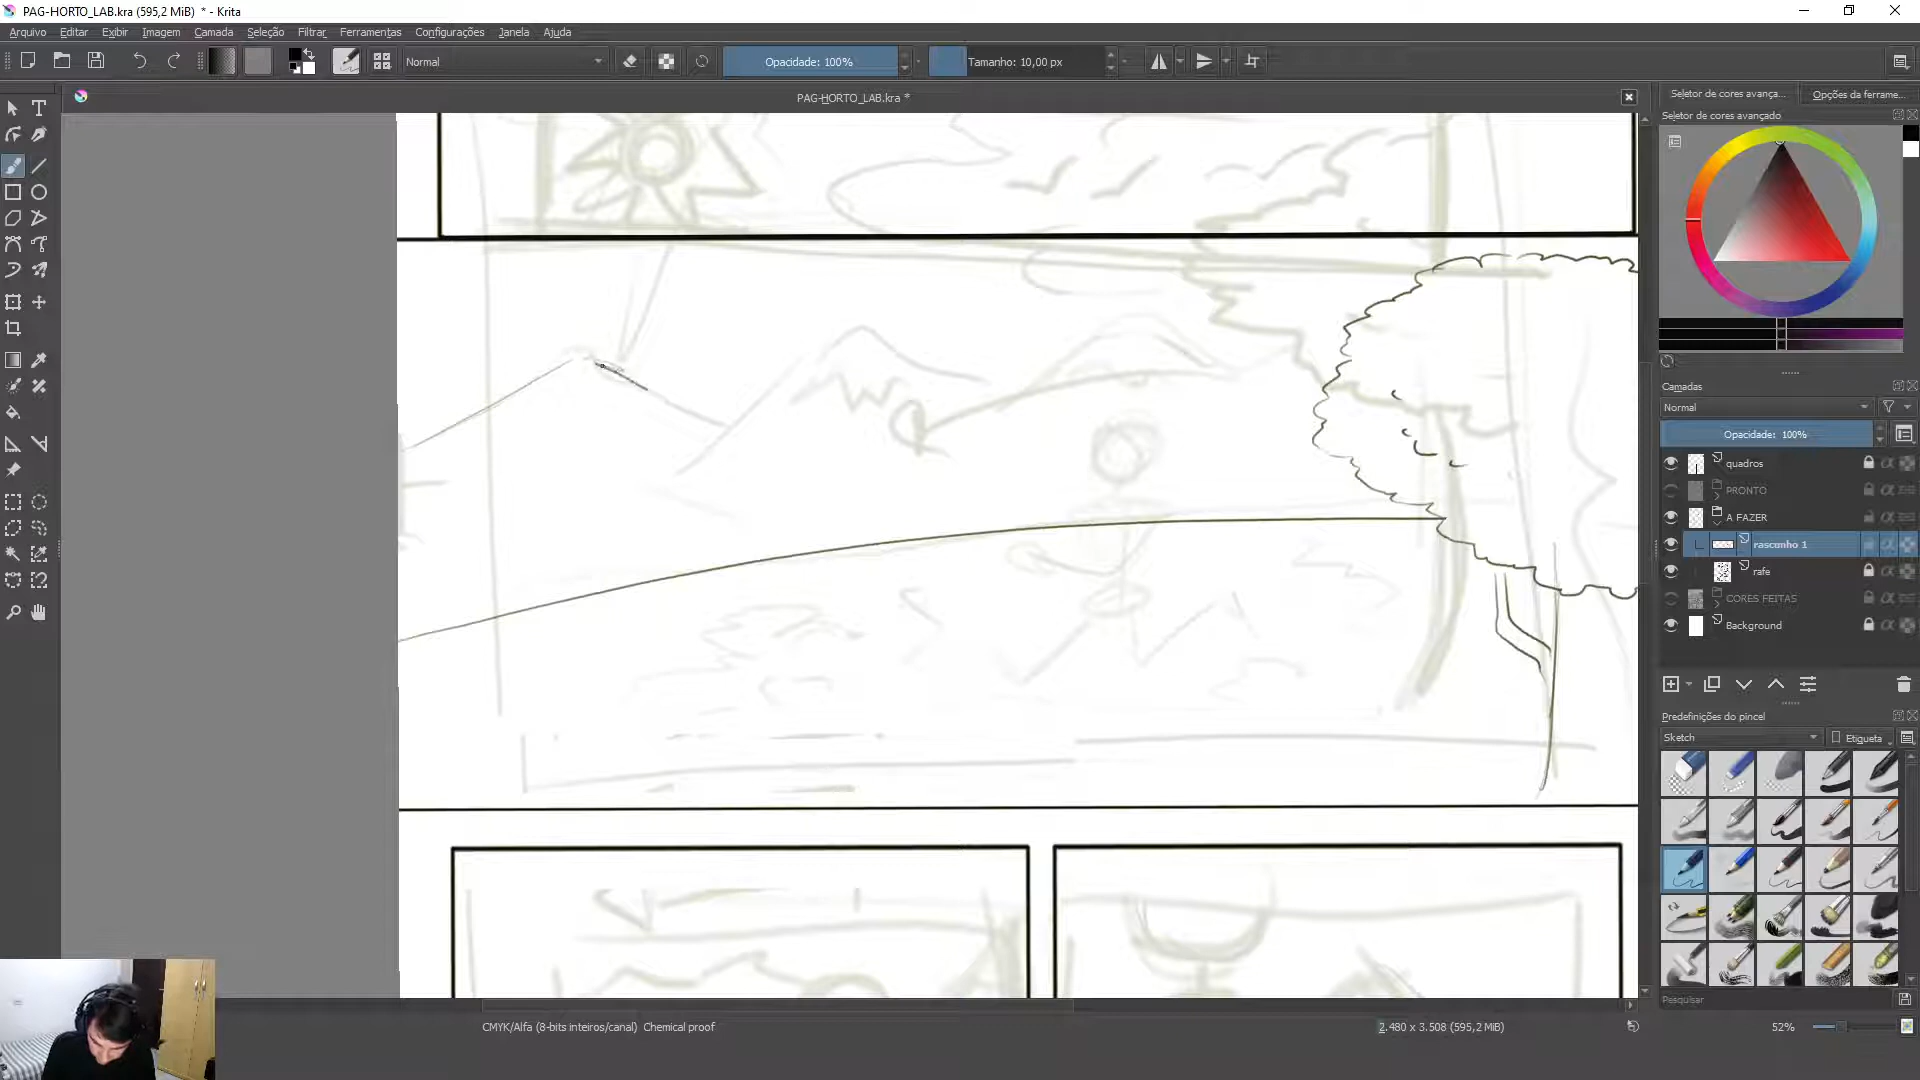 PAG-HORTO_LAB.kra (595,2 MiB) * - Krita
Arquivo Editar Exibir Imagem Camada Seleção Filtrar Ferramentas Configurações Janela Ajuda
Normal Opacidade: 100% Tamanho: 10,00 px
PAG-HORTO_LAB.kra *
Seletor de cores avança... Opções da ferrame...
Seletor de cores avançado
Camadas
Normal
Opacidade: 100%
quadros
PRONTO
A FAZER
rascunho 1
rafe
CORES FEITAS
Background
Predefinições do pincel
Sketch Etiqueta
Pesquisar
CMYK/Alfa (8-bits inteiros/canal) Chemical proof 2.480 x 3.508 (595,2 MiB) 52%